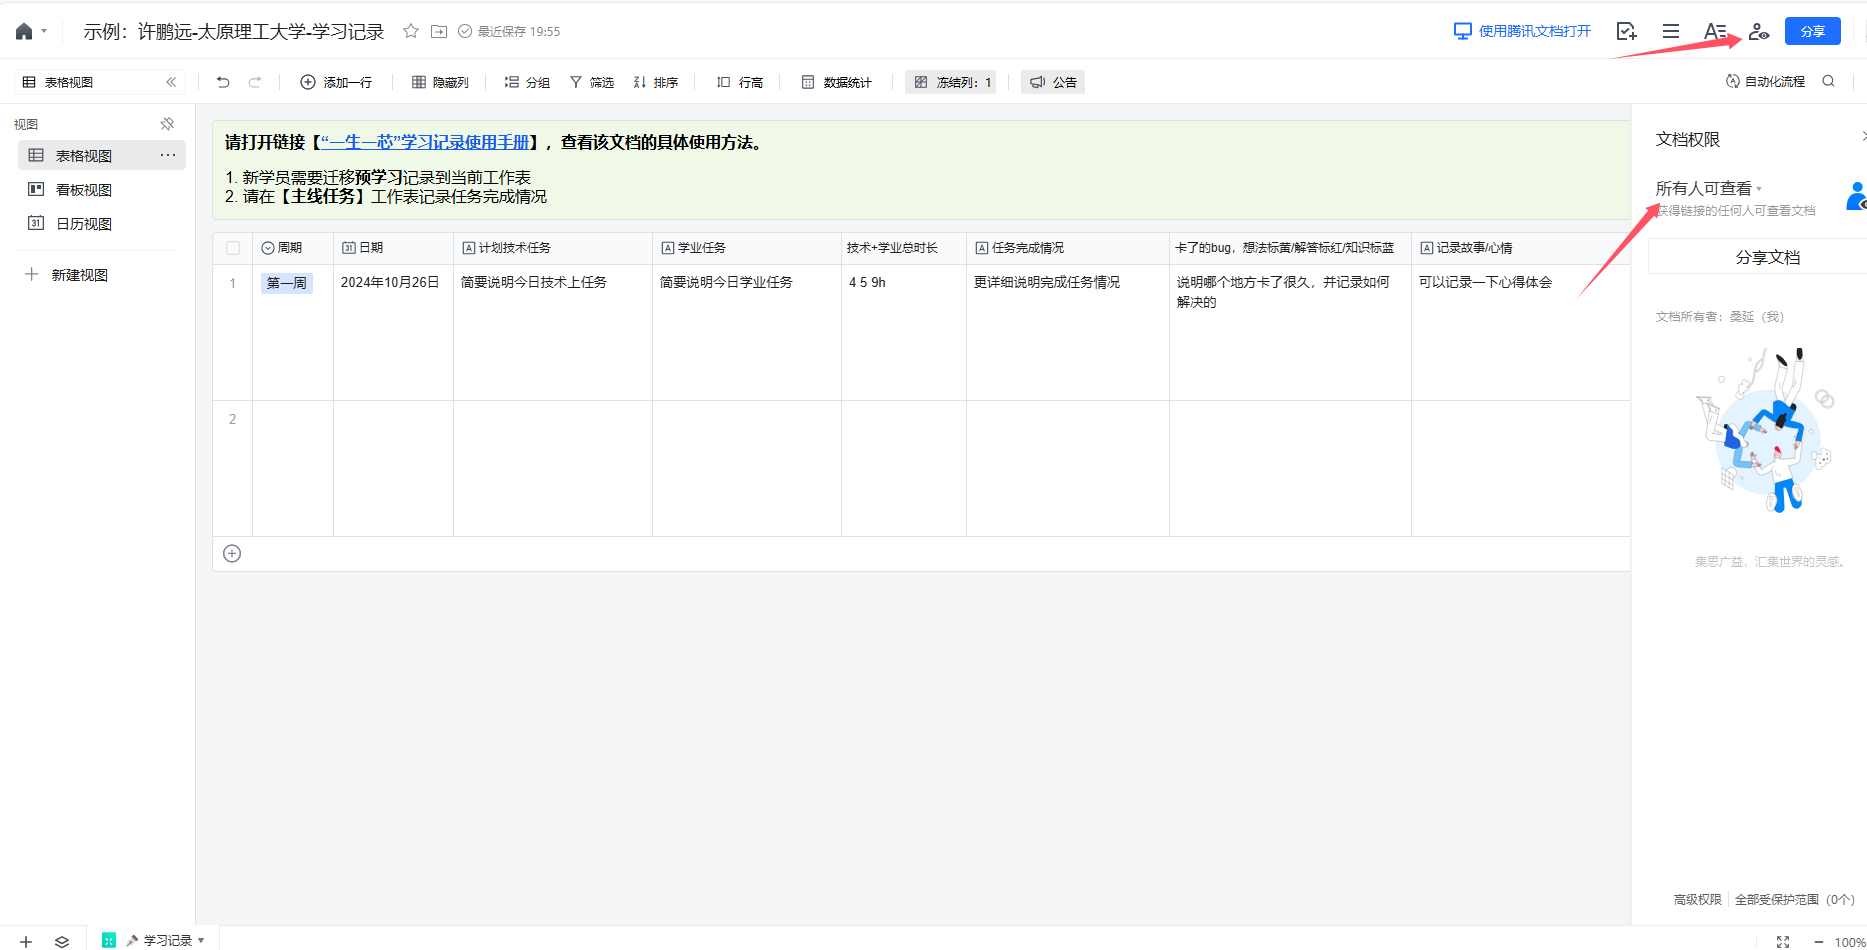 示例：许鹏远-太原理工大学-学习记录
最近保存 19:55
使用腾讯文档打开
分享
表格视图
添加一行
隐藏列
分组
筛选
排序
行高
数据统计
冻结列：1
公告
自动化流程
视图
表格视图
看板视图
日历视图
新建视图
请打开链接【“一生一芯”学习记录使用手册】，查看该文档的具体使用方法。
1. 新学员需要迁移预学习记录到当前工作表
2. 请在【主线任务】工作表记录任务完成情况
周期
日期
计划技术任务
学业任务
技术+学业总时长
任务完成情况
卡了的bug，想法标黄/解答标红/知识标蓝
记录故事/心情
1
第一周
2024年10月26日
简要说明今日技术上任务
简要说明今日学业任务
4 5 9h
更详细说明完成任务情况
说明哪个地方卡了很久，并记录如何
解决的
可以记录一下心得体会
2
文档权限
所有人可查看
获得链接的任何人可查看文档
分享文档
文档所有者：桑延（我）
集思广益，汇集世界的灵感。
高级权限
全部受保护范围（0个）
学习记录
100%